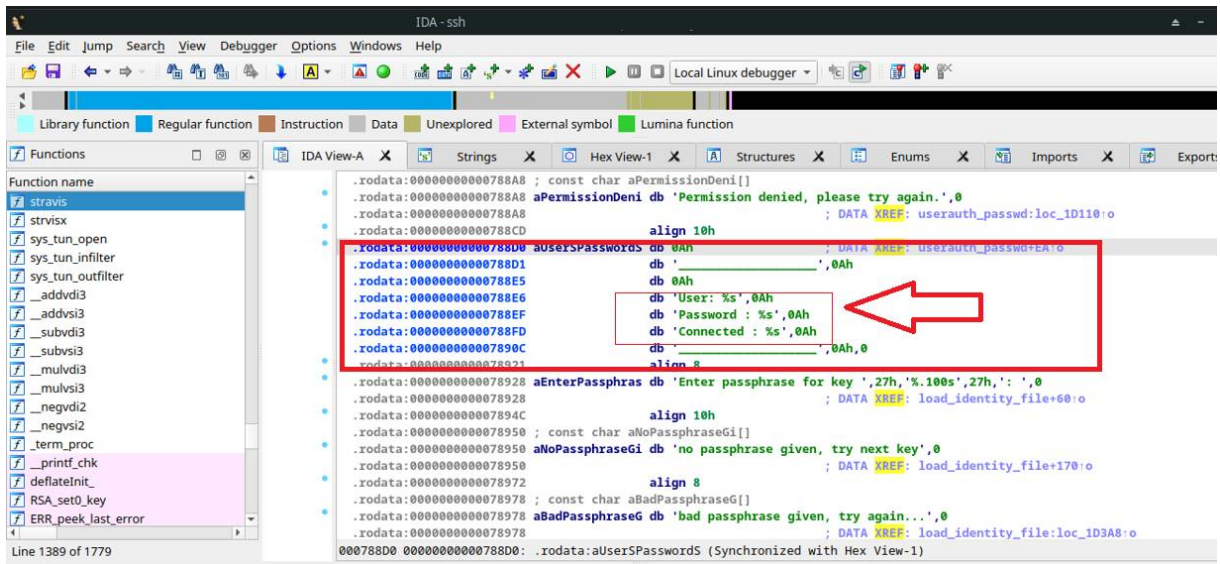 IDA - ssh
File Edit Jump Search View Debugger Options Windows Help
Local Linux debugger
Library function Regular function Instruction Data Unexplored External symbol Lumina function
Functions
IDA View-A Strings Hex View-1 Structures Enums Imports Exports
Function name
stravis
strvisx
sys_tun_open
sys_tun_infilter
sys_tun_outfilter
__addvdi3
__addvsi3
__subvdi3
__subvsi3
__mulvdi3
__mulvsi3
__negvdi2
__negvsi2
_term_proc
__printf_chk
deflateInit_
RSA_set0_key
ERR_peek_last_error
Line 1389 of 1779
.rodata:00000000000788A8 ; const char aPermissionDeni[]
.rodata:00000000000788A8 aPermissionDeni db 'Permission denied, please try again.',0
.rodata:00000000000788A8 ; DATA XREF: userauth_passwd:loc_1D110↑o
.rodata:00000000000788CD align 10h
.rodata:00000000000788D0 aUserSPasswordS db 0Ah ; DATA XREF: userauth_passwd+EA↑o
.rodata:00000000000788D1 db '____________________',0Ah
.rodata:00000000000788E5 db 0Ah
.rodata:00000000000788E6 db 'User: %s',0Ah
.rodata:00000000000788EF db 'Password : %s',0Ah
.rodata:00000000000788FD db 'Connected : %s',0Ah
.rodata:000000000007890C db '____________________',0Ah,0
.rodata:0000000000078921 align 8
.rodata:0000000000078928 aEnterPassphras db 'Enter passphrase for key ',27h,'%.100s',27h,': ',0
.rodata:0000000000078928 ; DATA XREF: load_identity_file+60↑o
.rodata:000000000007894C align 10h
.rodata:0000000000078950 ; const char aNoPassphraseGi[]
.rodata:0000000000078950 aNoPassphraseGi db 'no passphrase given, try next key',0
.rodata:0000000000078950 ; DATA XREF: load_identity_file+170↑o
.rodata:0000000000078972 align 8
.rodata:0000000000078978 ; const char aBadPassphraseG[]
.rodata:0000000000078978 aBadPassphraseG db 'bad passphrase given, try again...',0
.rodata:0000000000078978 ; DATA XREF: load_identity_file:loc_1D3A8↑o
000788D0 00000000000788D0: .rodata:aUserSPasswordS (Synchronized with Hex View-1)